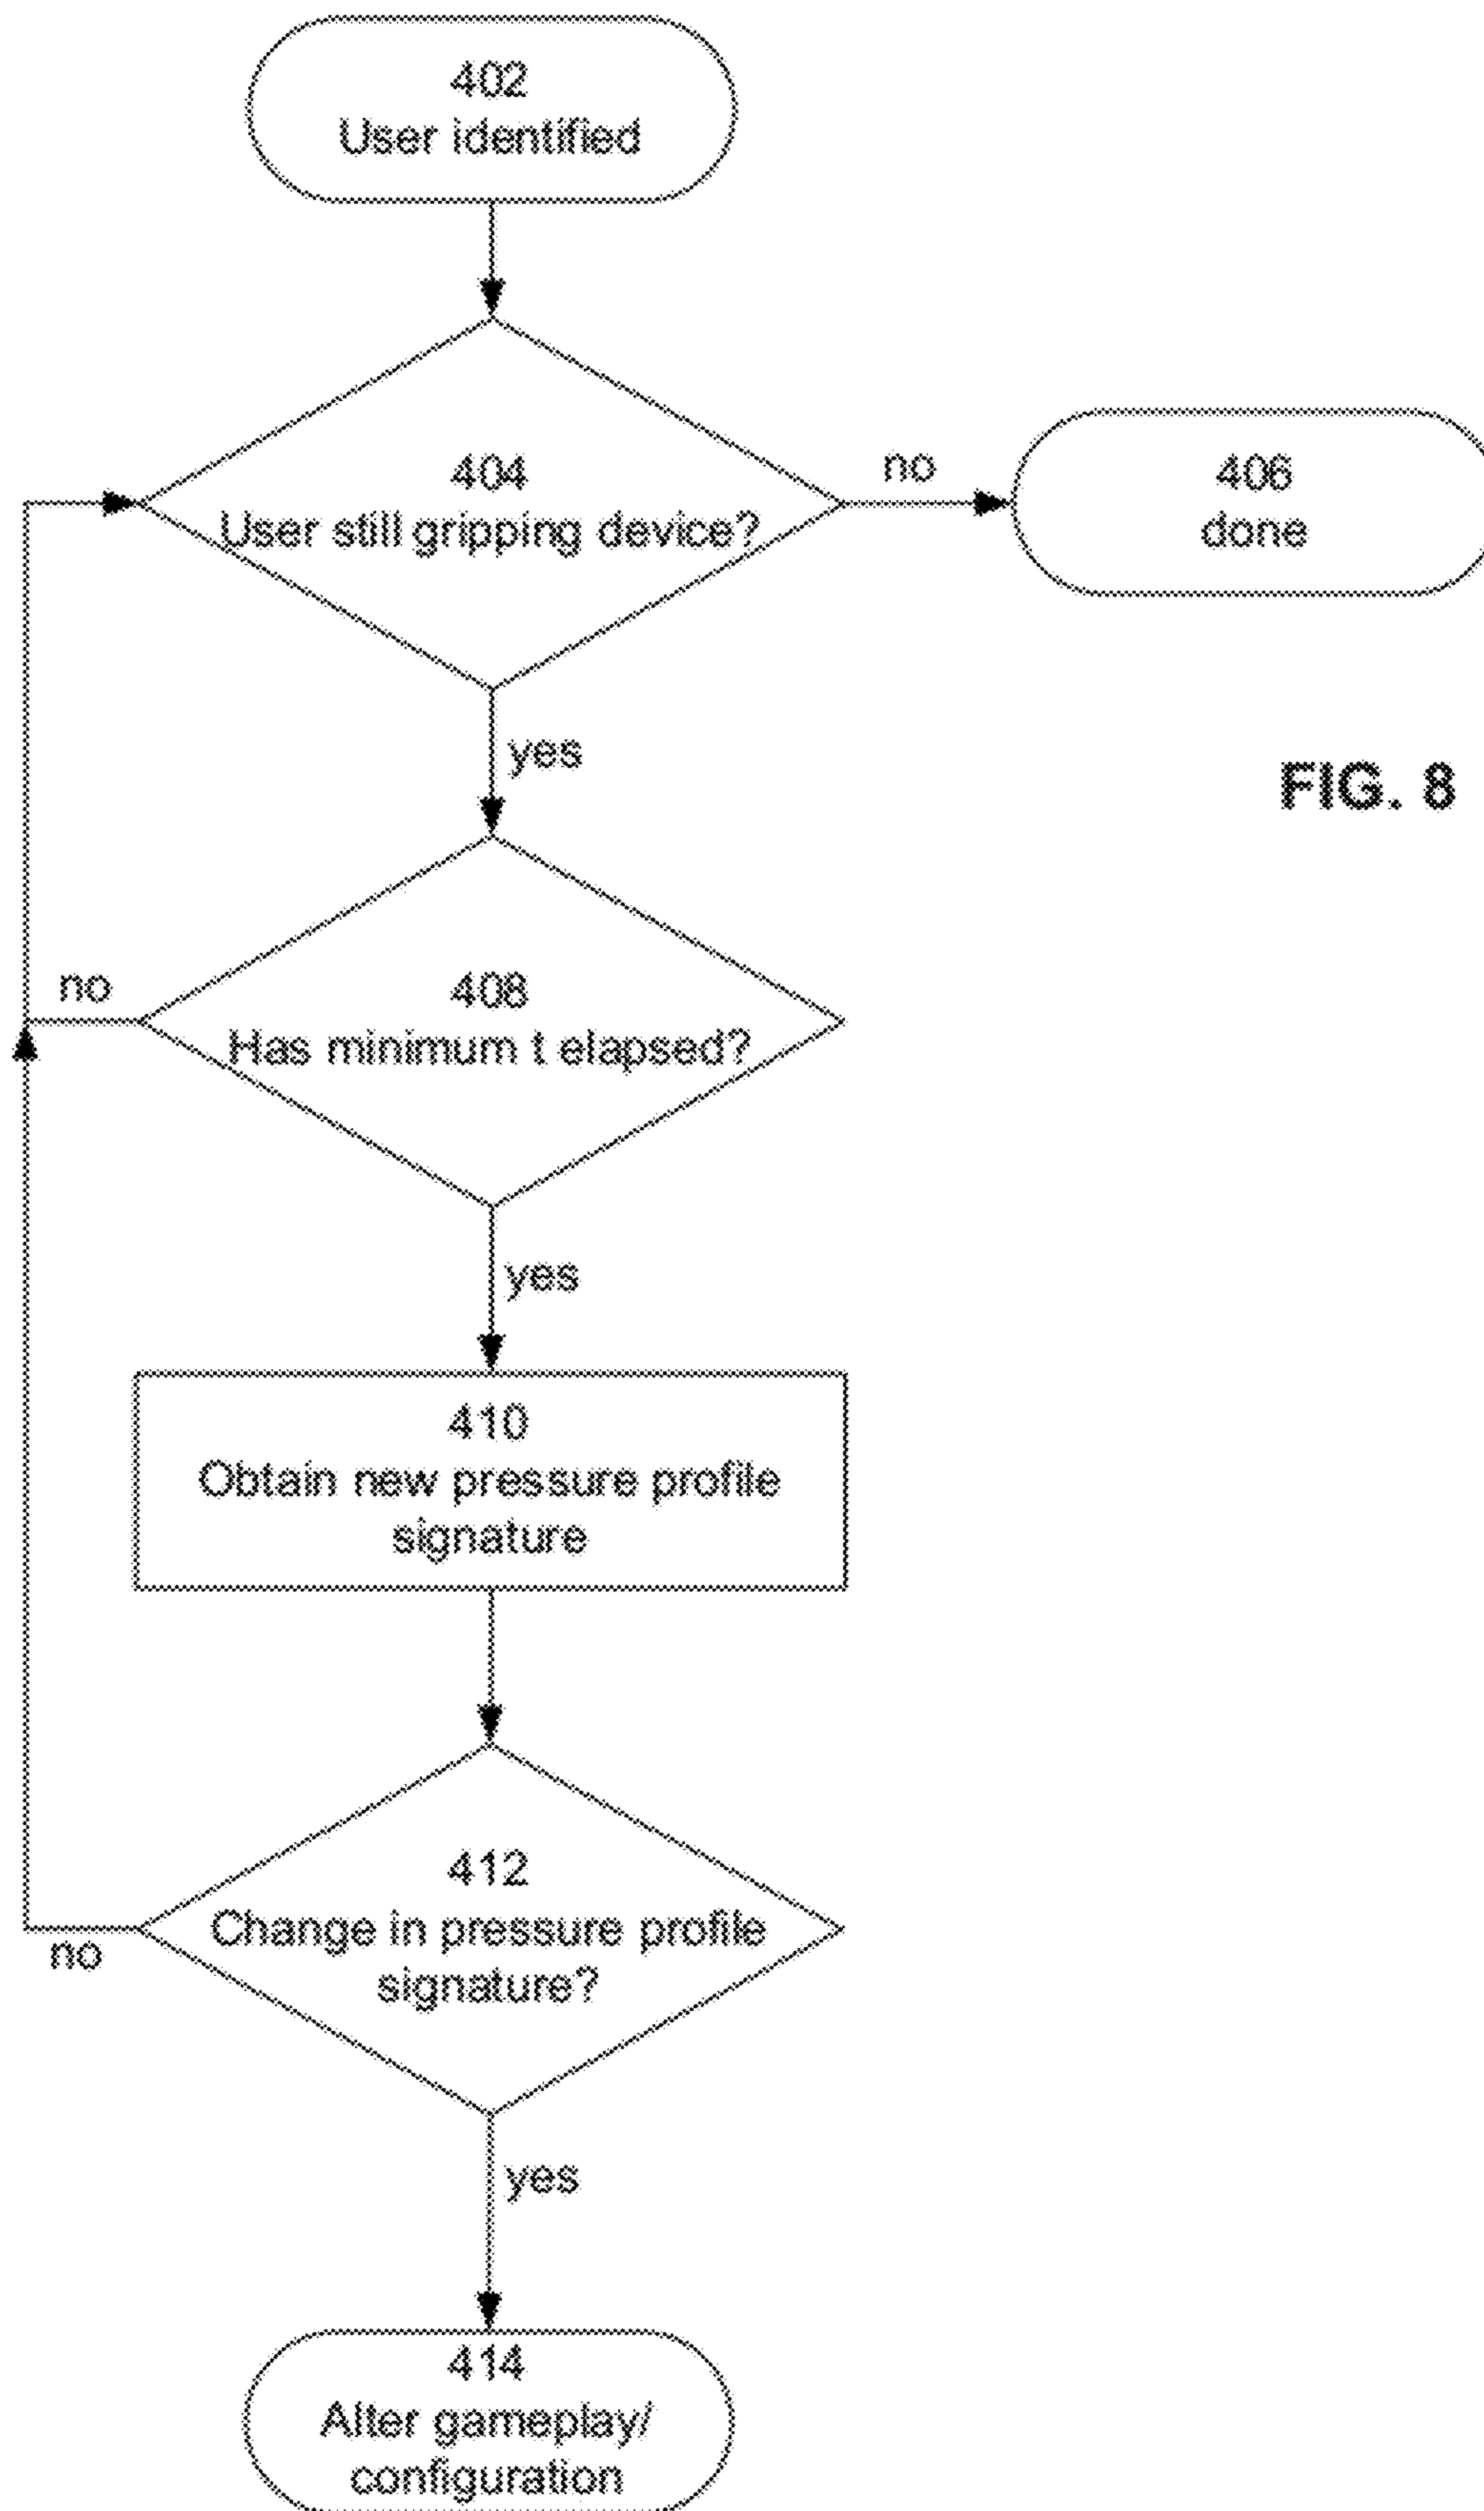 402
User identified
404
User still gripping device?
no
406
done
yes
FIG. 8
no
408
Has minimum t elapsed?
yes
410
Obtain new pressure profile
signature
412
Change in pressure profile
signature?
no
yes
414
Alter gameplay/
configuration